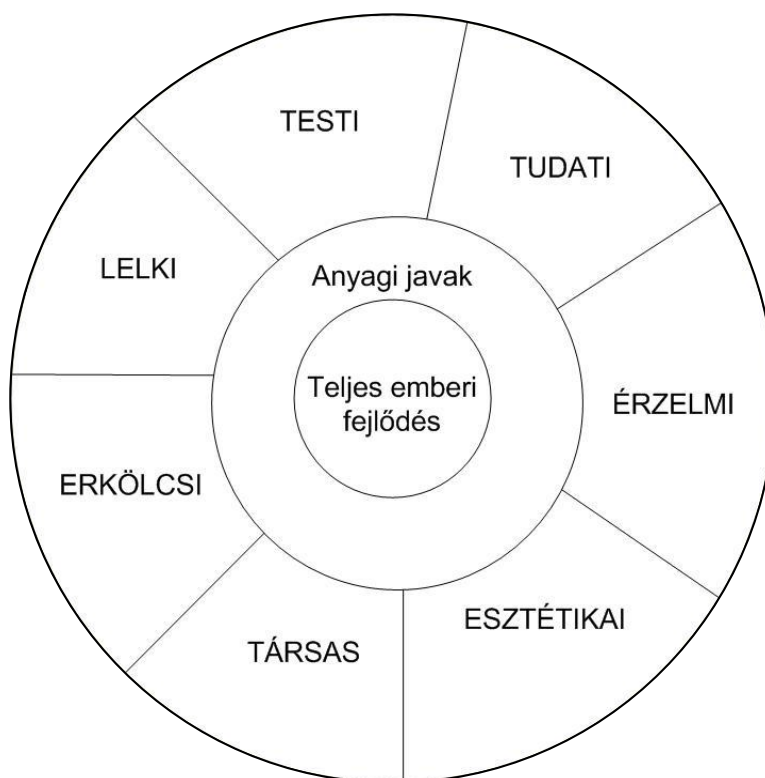 TESTI
TUDATI
LELKI
Anyagi javak
Teljes emberi
fejlődés
ÉRZELMI
ERKÖLCSI
ESZTÉTIKAI
TÁRSAS